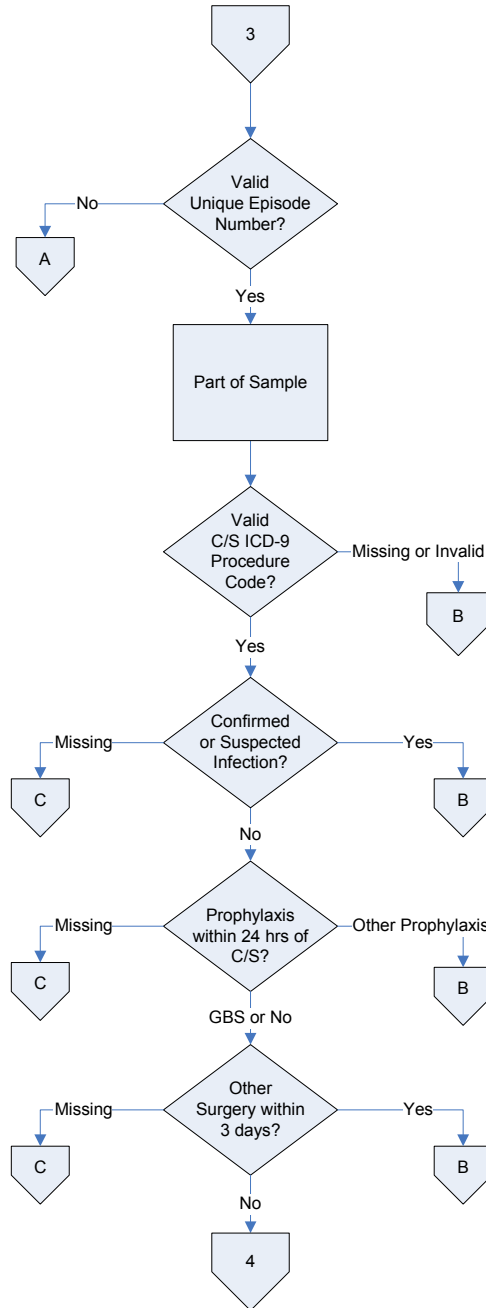 3
Valid
Unique Episode
Number?
No
A
Yes
Part of Sample
Valid
C/S ICD-9
Procedure
Code?
Missing or Invalid
B
Yes
Confirmed
or Suspected
Infection?
Missing
Yes
C
B
No
Prophylaxis
within 24 hrs of
C/S?
Missing
Other Prophylaxis
C
B
GBS or No
Other
Surgery within
3 days?
Missing
Yes
C
B
No
4